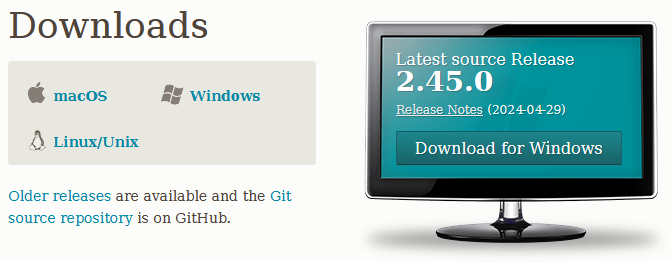 Downloads
macOS
Windows
Linux/Unix
Older releases are available and the Git
source repository is on GitHub.
Latest source Release
2.45.0
Release Notes (2024-04-29)
Download for Windows